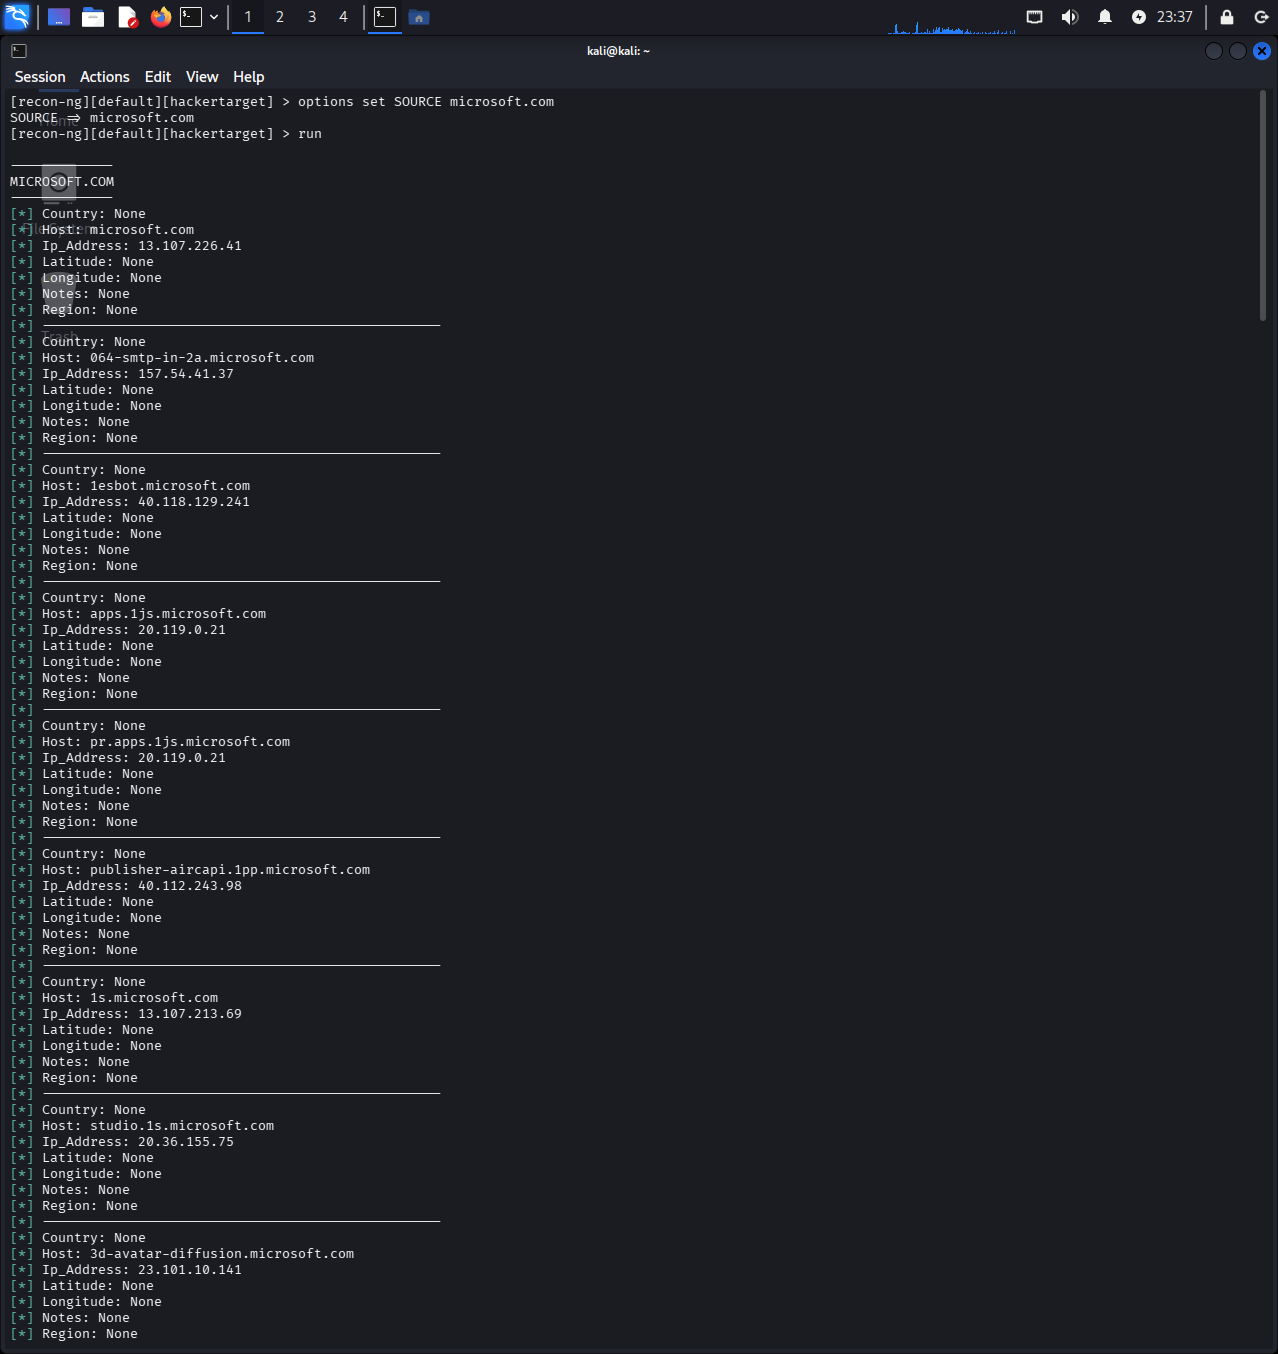 1 2 3 4 23:37
kali@kali: ~
Session Actions Edit View Help
[recon-ng][default][hackertarget] > options set SOURCE microsoft.com
SOURCE ⇒ microsoft.com
Home
[recon-ng][default][hackertarget] > run
MICROSOFT.COM
[*] Country: None
[*] Host: microsoft.com
File System
[*] Ip_Address: 13.107.226.41
[*] Latitude: None
[*] Longitude: None
[*] Notes: None
[*] Region: None
[*] ──────────────────────────────────────────────────
Trash
[*] Country: None
[*] Host: 064-smtp-in-2a.microsoft.com
[*] Ip_Address: 157.54.41.37
[*] Latitude: None
[*] Longitude: None
[*] Notes: None
[*] Region: None
[*] ──────────────────────────────────────────────────
[*] Country: None
[*] Host: 1esbot.microsoft.com
[*] Ip_Address: 40.118.129.241
[*] Latitude: None
[*] Longitude: None
[*] Notes: None
[*] Region: None
[*] ──────────────────────────────────────────────────
[*] Country: None
[*] Host: apps.1js.microsoft.com
[*] Ip_Address: 20.119.0.21
[*] Latitude: None
[*] Longitude: None
[*] Notes: None
[*] Region: None
[*] ──────────────────────────────────────────────────
[*] Country: None
[*] Host: pr.apps.1js.microsoft.com
[*] Ip_Address: 20.119.0.21
[*] Latitude: None
[*] Longitude: None
[*] Notes: None
[*] Region: None
[*] ──────────────────────────────────────────────────
[*] Country: None
[*] Host: publisher-aircapi.1pp.microsoft.com
[*] Ip_Address: 40.112.243.98
[*] Latitude: None
[*] Longitude: None
[*] Notes: None
[*] Region: None
[*] ──────────────────────────────────────────────────
[*] Country: None
[*] Host: 1s.microsoft.com
[*] Ip_Address: 13.107.213.69
[*] Latitude: None
[*] Longitude: None
[*] Notes: None
[*] Region: None
[*] ──────────────────────────────────────────────────
[*] Country: None
[*] Host: studio.1s.microsoft.com
[*] Ip_Address: 20.36.155.75
[*] Latitude: None
[*] Longitude: None
[*] Notes: None
[*] Region: None
[*] ──────────────────────────────────────────────────
[*] Country: None
[*] Host: 3d-avatar-diffusion.microsoft.com
[*] Ip_Address: 23.101.10.141
[*] Latitude: None
[*] Longitude: None
[*] Notes: None
[*] Region: None